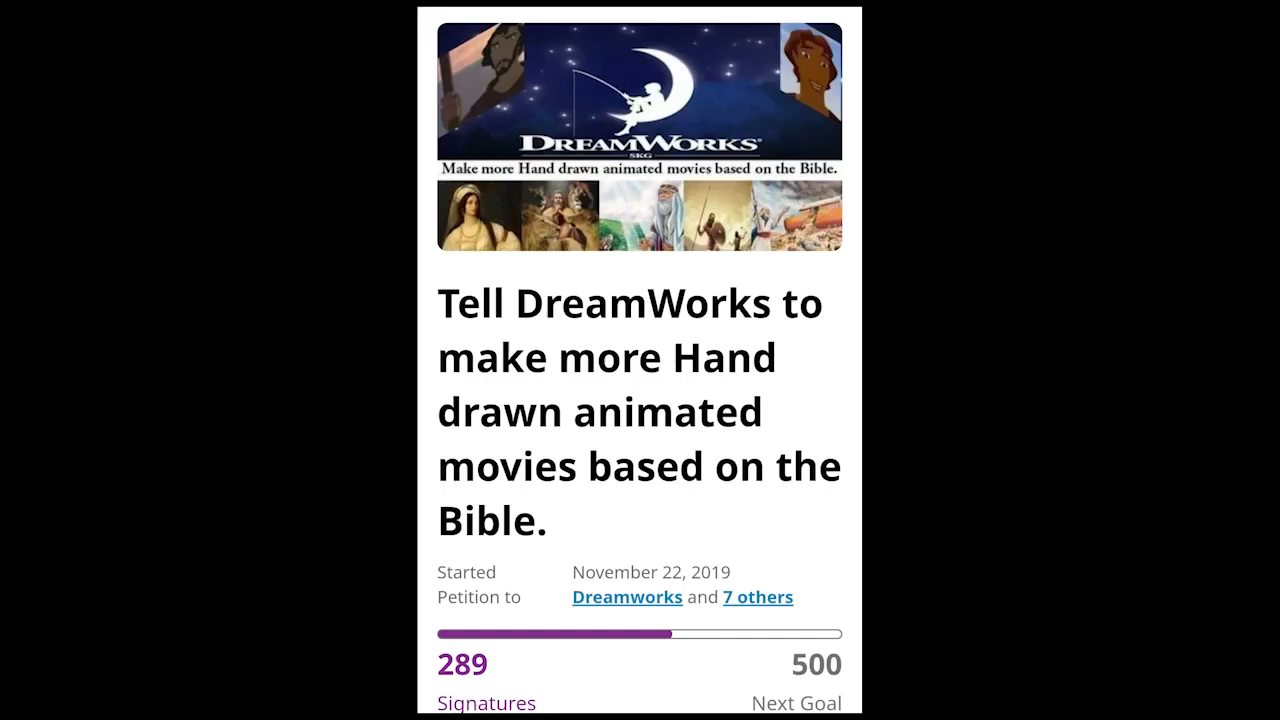 DREAMWORKS®
SKG
Make more Hand drawn animated movies based on the Bible.
Tell DreamWorks to
make more Hand
drawn animated
movies based on the
Bible.
Started November 22, 2019
Petition to Dreamworks and 7 others
289 500
Signatures Next Goal